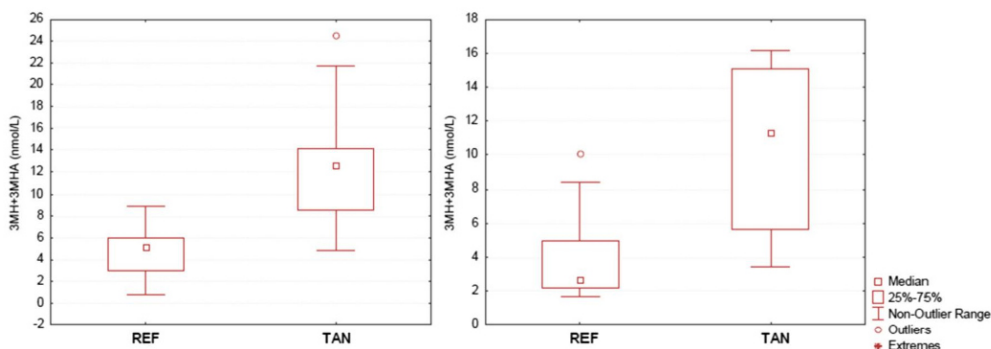 3MH+3MHA (nmol/L)
26
24
22
20
18
16
14
12
10
8
6
4
2
0
-2
REF
TAN
3MH+3MHA (nmol/L)
18
16
14
12
10
8
6
4
2
0
REF
TAN
Median
25%-75%
Non-Outlier Range
Outliers
Extremes